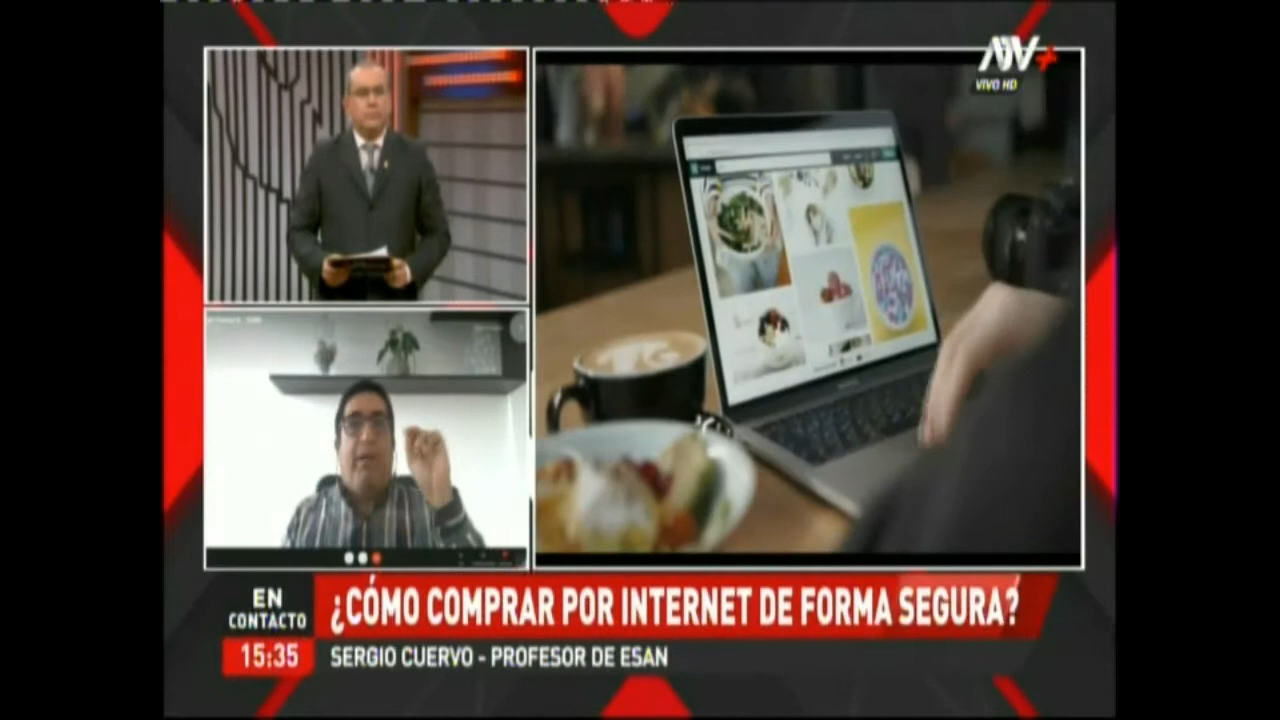 ATV+
VIVO HD
EN
CONTACTO
¿CÓMO COMPRAR POR INTERNET DE FORMA SEGURA?
15:35
SERGIO CUERVO - PROFESOR DE ESAN